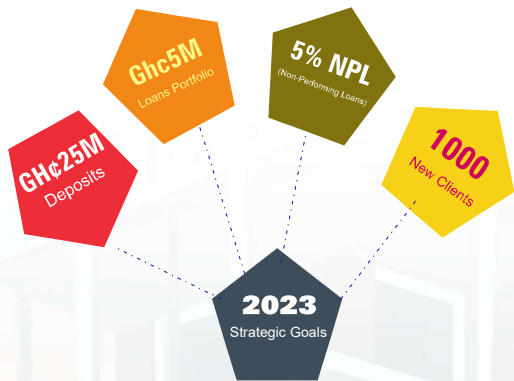 GH¢25M
Deposits
Ghc5M
Loans Portfolio
5% NPL
(Non-Performing Loans)
1000
New Clients
2023
Strategic Goals